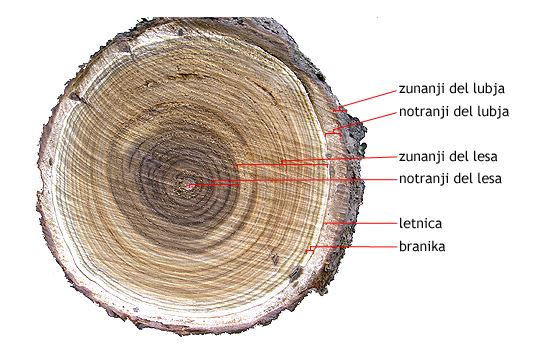 zunanji del lubja
notranji del lubja
zunanji del lesa
notranji del lesa
letnica
branika